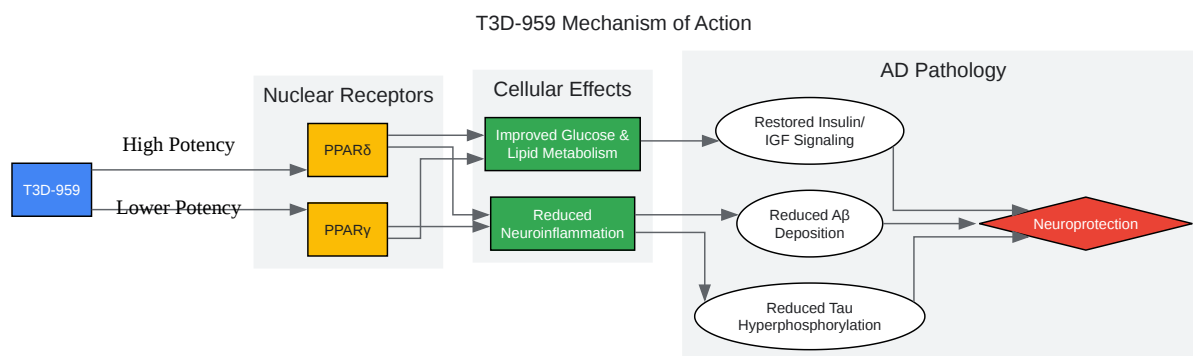 T3D-959 Mechanism of Action
AD Pathology
Nuclear Receptors
Cellular Effects
High Potency
Lower Potency
T3D-959
PPARδ
PPARγ
Improved Glucose &
Lipid Metabolism
Reduced
Neuroinflammation
Restored Insulin/
IGF Signaling
Reduced Aβ
Deposition
Reduced Tau
Hyperphosphorylation
Neuroprotection